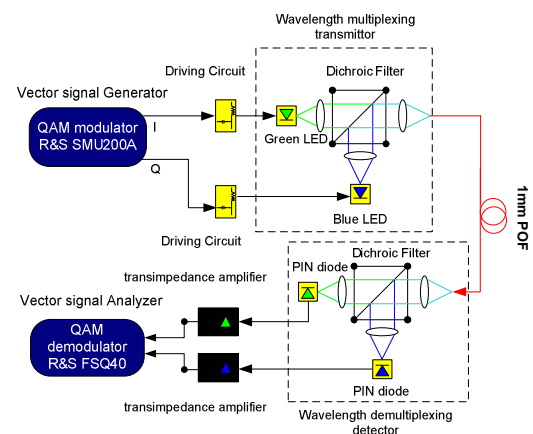 Wavelength multiplexing
transmittor
Driving Circuit
Dichroic Filter
Vector signal Generator
QAM modulator
R&S SMU200A
I
Q
Green LED
Blue LED
Driving Circuit
1mm POF
Dichroic Filter
PIN diode
transimpedance amplifier
Vector signal Analyzer
QAM
demodulator
R&S FSQ40
PIN diode
transimpedance amplifier
Wavelength demultiplexing
detector